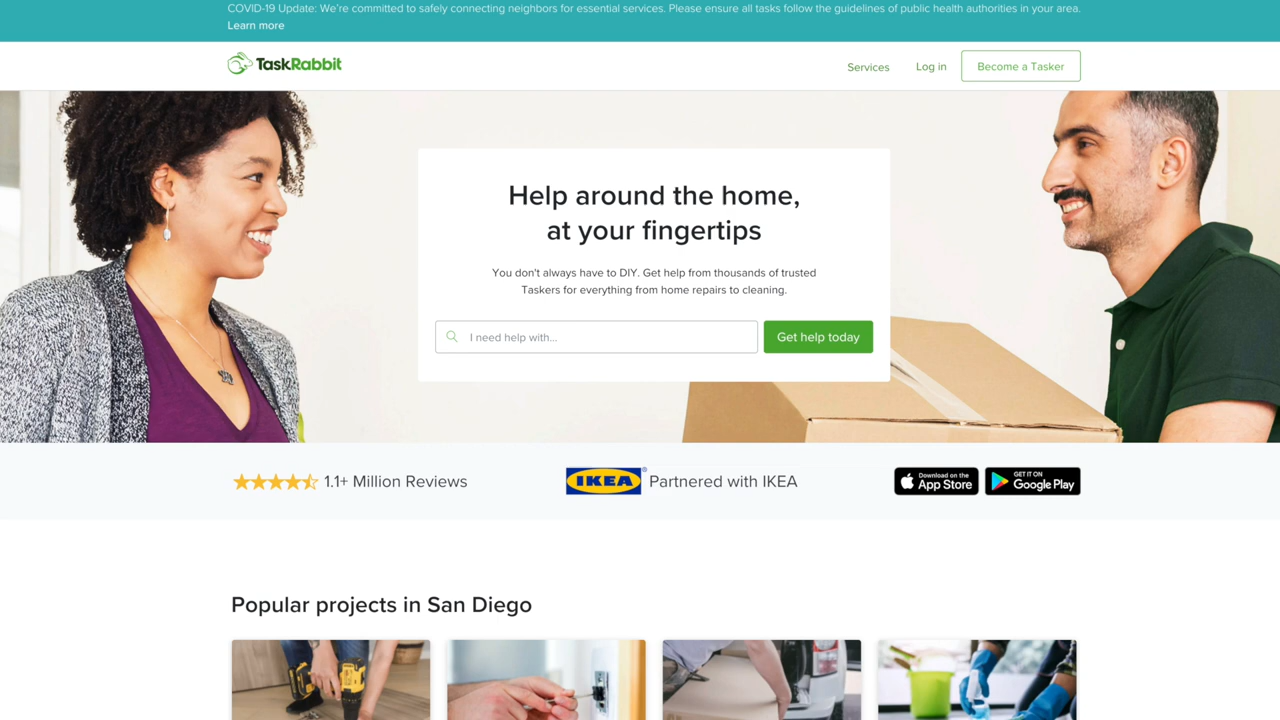 COVID-19 Update: We're committed to safely connecting neighbors for essential services. Please ensure all tasks follow the guidelines of public health authorities in your area.
Learn more
TaskRabbit
Services
Log in
Become a Tasker
Help around the home,
at your fingertips
You don't always have to DIY. Get help from thousands of trusted
Taskers for everything from home repairs to cleaning.
I need help with...
Get help today
1.1+ Million Reviews
IKEA
®
Partnered with IKEA
Download on the
App Store
GET IT ON
Google Play
Popular projects in San Diego